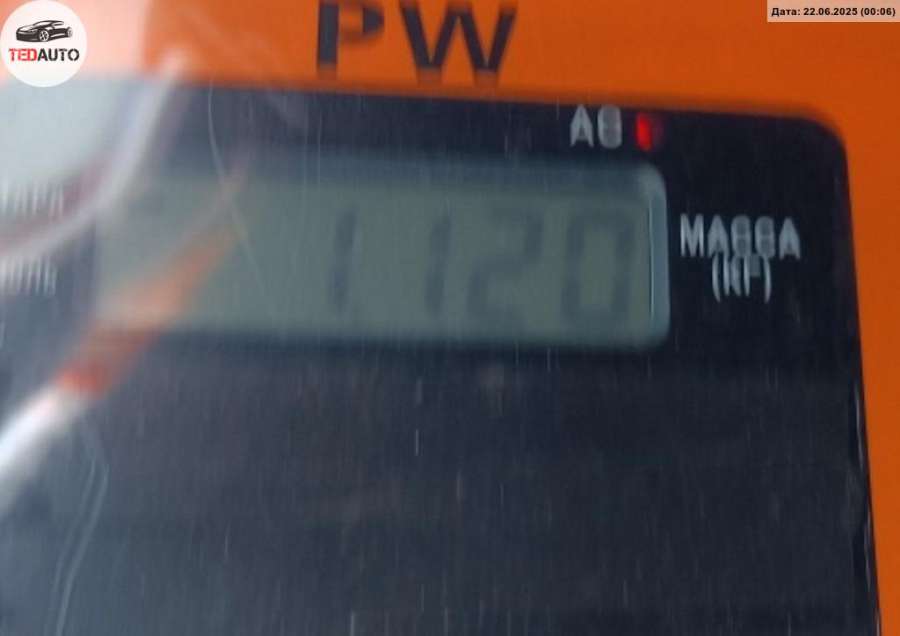 TEDAUTO
Дата: 22.06.2025 (00:06)
PW
МАССА
(КГ)
1.120